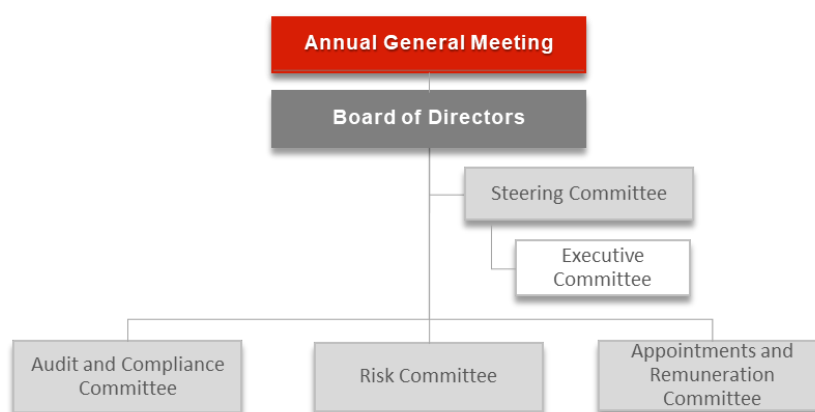 Annual General Meeting
Board of Directors
Steering Committee
Executive
Committee
Audit and Compliance
Committee
Risk Committee
Appointments and
Remuneration
Committee